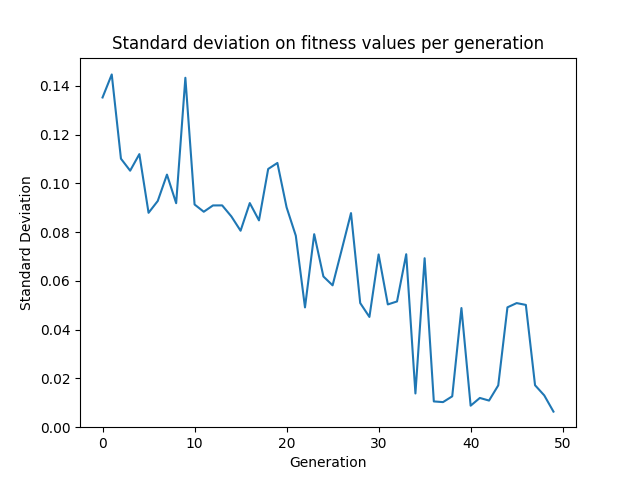 Standard deviation on fitness values per generation
0.14
0.12
0.10
0.08
0.06
0.04
0.02
0.00
Standard Deviation
0 10 20 30 40 50
Generation